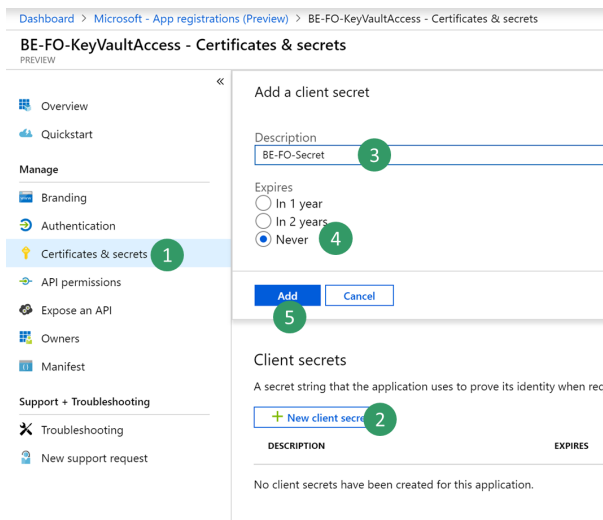 Dashboard > Microsoft - App registrations (Preview) > BE-FO-KeyVaultAccess - Certificates & secrets
BE-FO-KeyVaultAccess - Certificates & secrets
PREVIEW
«
Overview
Quickstart
Manage
Branding
Authentication
Certificates & secrets 1
API permissions
Expose an API
Owners
Manifest
Support + Troubleshooting
Troubleshooting
New support request
Add a client secret
Description
BE-FO-Secret 3
Expires
In 1 year
In 2 years
Never 4
Add Cancel
5
Client secrets
A secret string that the application uses to prove its identity when
+ New client 2
DESCRIPTION EXPIRES
No client secrets have been created for this application.